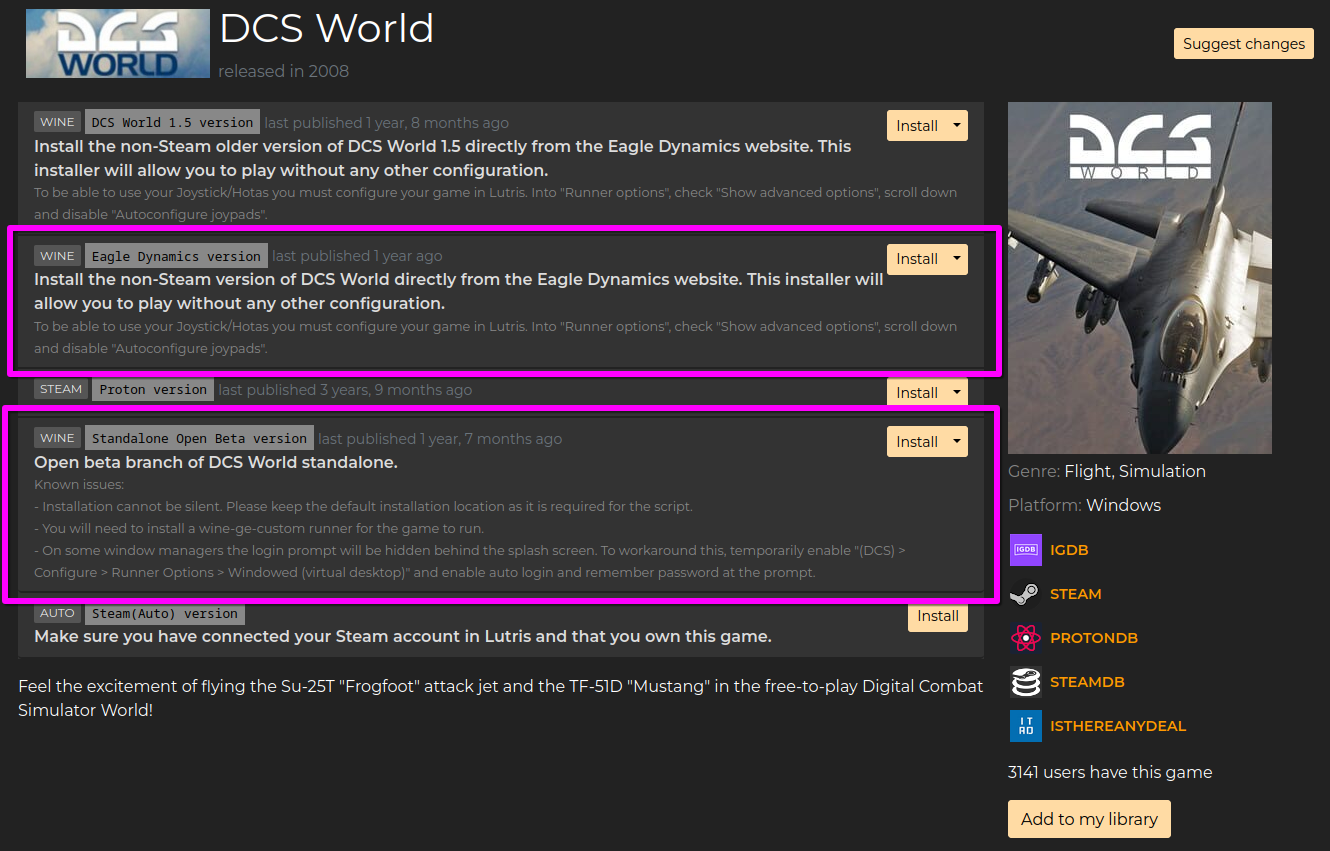 DCS
WORLD
DCS World
released in 2008
Suggest changes
WINE DCS World 1.5 version last published 1 year, 8 months ago
Install
Install the non-Steam older version of DCS World 1.5 directly from the Eagle Dynamics website. This
installer will allow you to play without any other configuration.
To be able to use your Joystick/Hotas you must configure your game in Lutris. Into "Runner options", check "Show advanced options", scroll down
and disable "Autoconfigure joypads".
WINE Eagle Dynamics version last published 1 year ago
Install
Install the non-Steam version of DCS World directly from the Eagle Dynamics website. This installer will
allow you to play without any other configuration.
To be able to use your Joystick/Hotas you must configure your game in Lutris. Into "Runner options", check "Show advanced options", scroll down
and disable "Autoconfigure joypads".
STEAM Proton version last published 3 years, 9 months ago
Install
WINE Standalone Open Beta version last published 1 year, 7 months ago
Install
Open beta branch of DCS World standalone.
Known issues:
- Installation cannot be silent. Please keep the default installation location as it is required for the script.
- You will need to install a wine-ge-custom runner for the game to run.
- On some window managers the login prompt will be hidden behind the splash screen. To workaround this, temporarily enable "(DCS) >
Configure > Runner Options > Windowed (virtual desktop)" and enable auto login and remember password at the prompt.
AUTO Steam(Auto) version
Install
Make sure you have connected your Steam account in Lutris and that you own this game.
Feel the excitement of flying the Su-25T "Frogfoot" attack jet and the TF-51D "Mustang" in the free-to-play Digital Combat
Simulator World!
DCS
WORLD
Genre: Flight, Simulation
Platform: Windows
IGDB IGDB
STEAM
PROTONDB
STEAMDB
IT
AD
ISTHEREANYDEAL
3141 users have this game
Add to my library